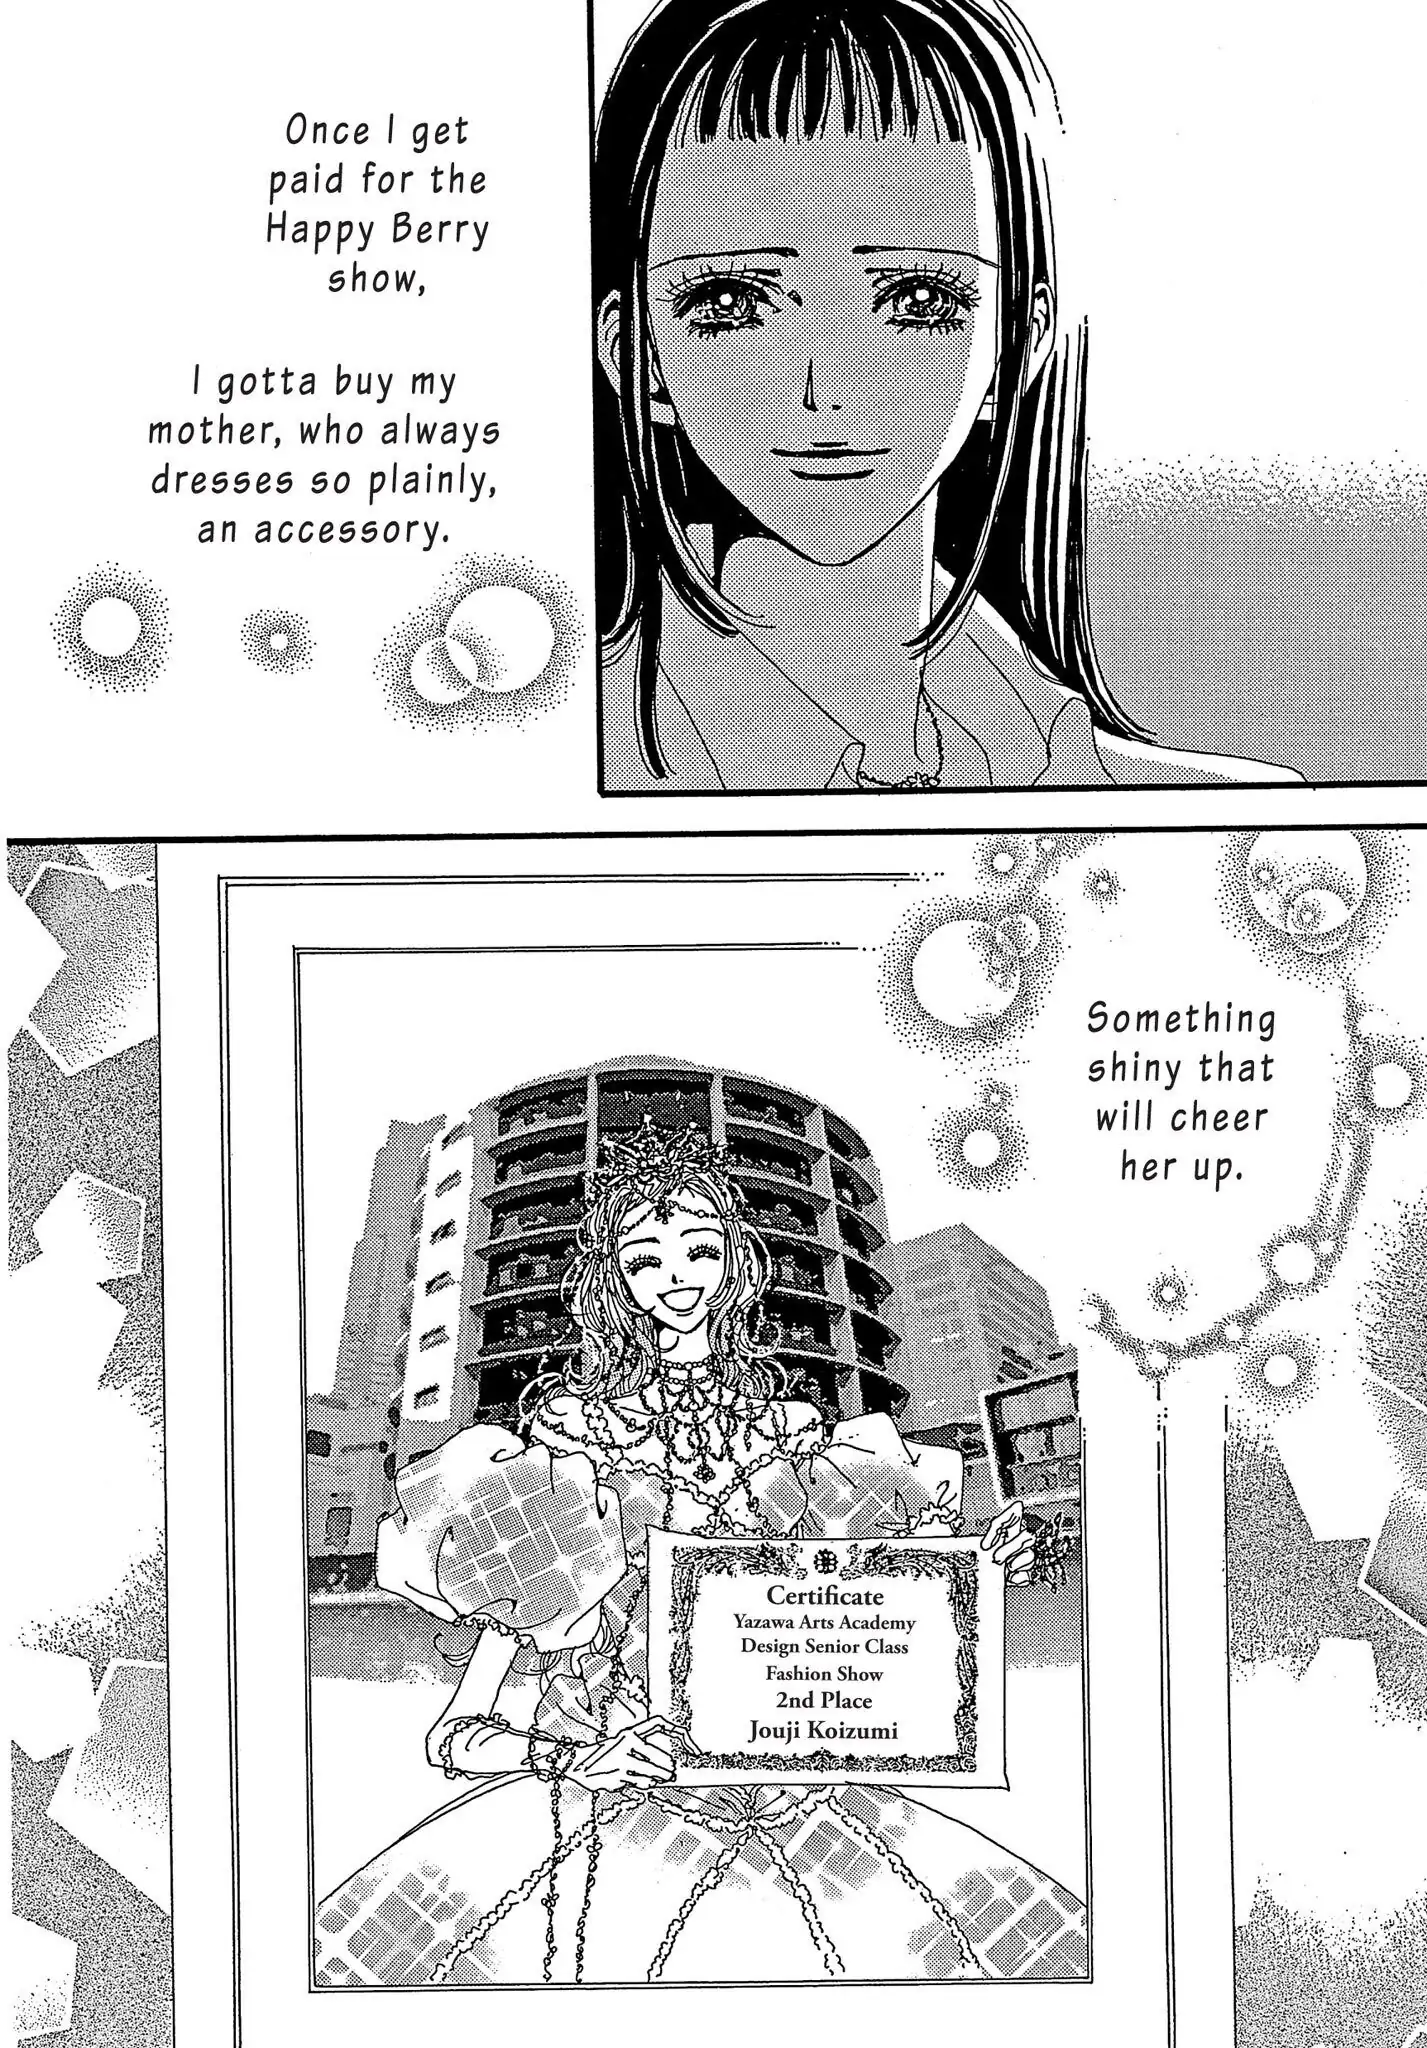 Once I get
paid for the
Happy Berry
show,
I gotta buy my
mother, who always
dresses so plainly,
an accessory.
Something
shiny that
will cheer
her up.
Certificate
Yazawa Arts Academy
Design Senior Class
Fashion Show
2nd Place
Jouji Koizumi